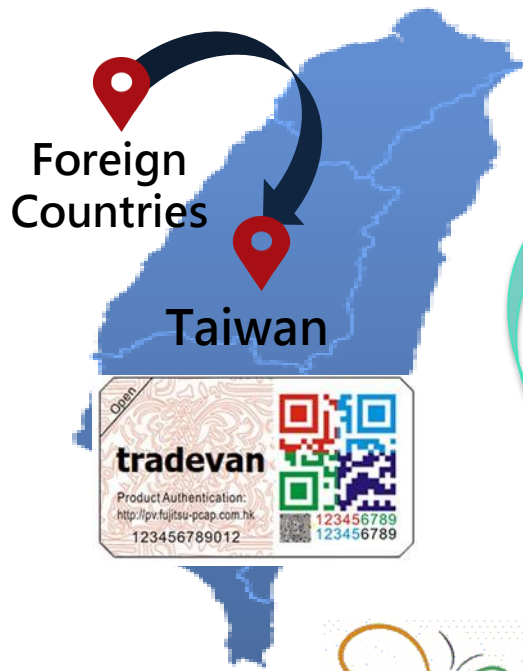 Foreign
Countries
Taiwan
Open
tradevan
Product Authentication:
http://pv.fujitsu-pcap.com.hk
123456789012
123456789
123456789